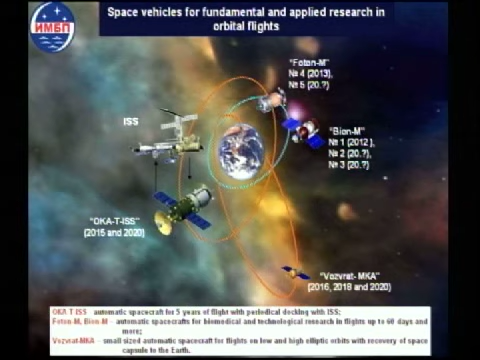 ИМБП
Space vehicles for fundamental and applied research in
orbital flights
"Foton-M"
№ 4 (2013),
№ 5 (20.?)
ISS
"Bion-M"
№ 1 (2012 ),
№ 2 (20.?),
№ 3 (20.?)
"OKA-T-ISS"
(2015 and 2020)
"Vozvrat- MKA"
(2016, 2018 and 2020)
OKA T ISS automatic spacecraft for 5 years of flight with periodical docking with ISS;
Foton-M, Bion-M – automatic spacecrafts for biomedical and technological research in flights up to 60 days and
more;
Vozvrat-MKA – small sized automatic spacecraft for flights on low and high elliptic orbits with recovery of space
capsule to the Earth.